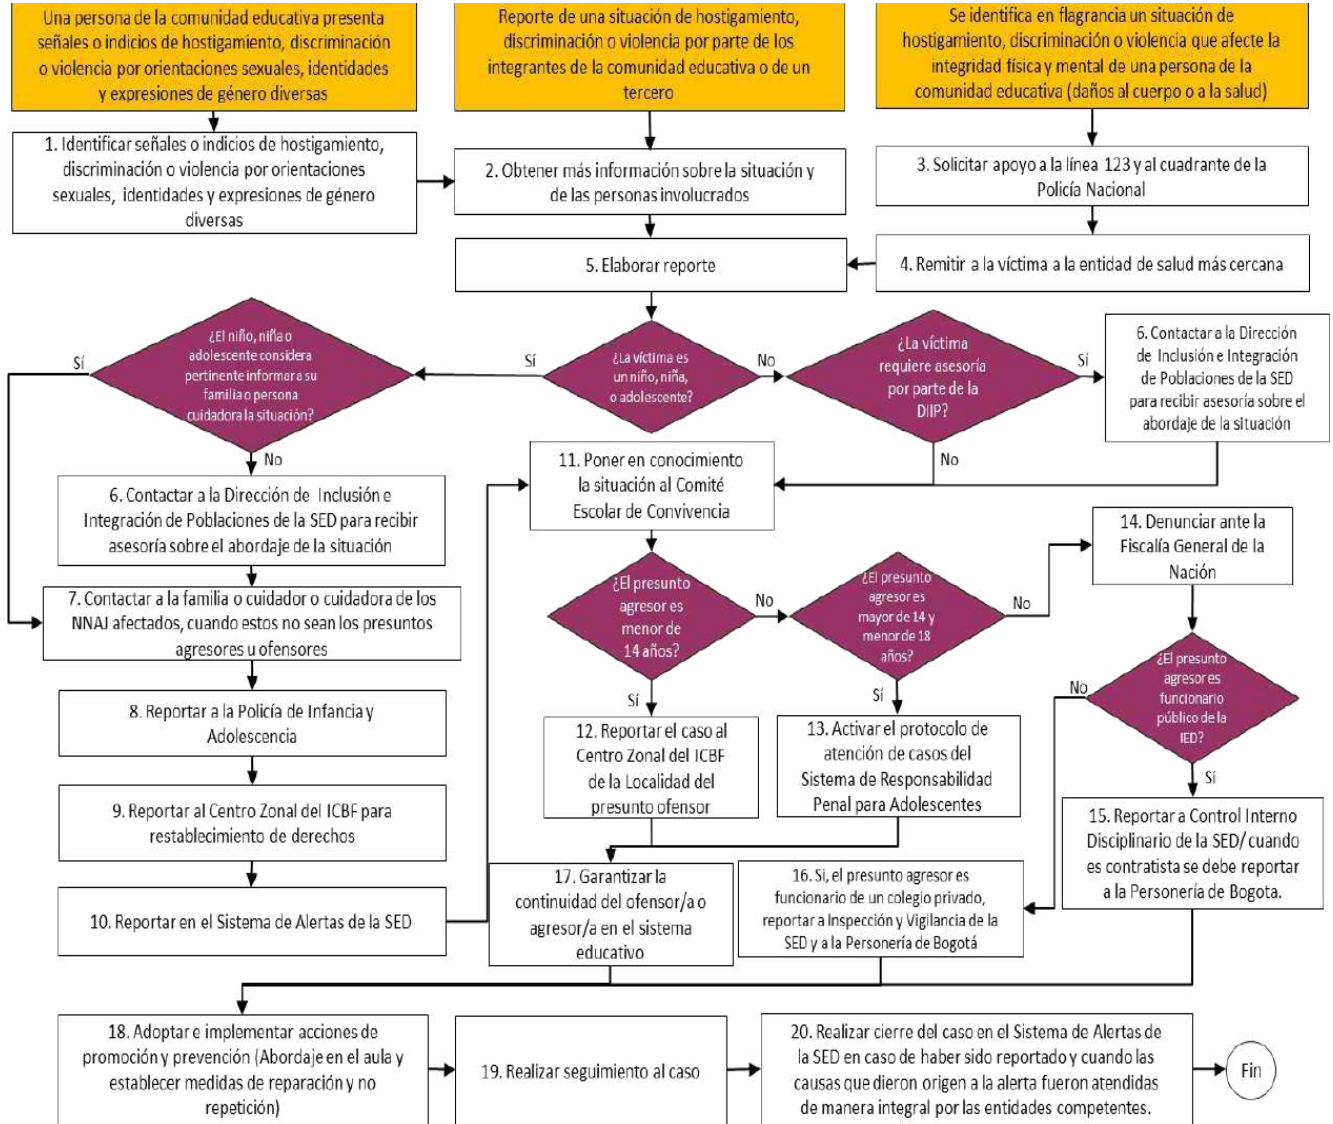 Una persona de la comunidad educativa presenta
señales o indicios de hostigamiento, discriminación
o violencia por orientaciones sexuales, identidades
y expresiones de género diversas
Reporte de una situación de hostigamiento,
discriminación o violencia por parte de los
integrantes de la comunidad educativa o de un
tercero
Se identifica en flagrancia un situación de
hostigamiento, discriminación o violencia que afecte la
integridad física y mental de una persona de la
comunidad educativa (daños al cuerpo o a la salud)
1. Identificar señales o indicios de hostigamiento,
discriminación o violencia por orientaciones
sexuales, identidades y expresiones de género
diversas
2. Obtener más información sobre la situación y
de las personas involucrados
3. Solicitar apoyo a la línea 123 y al cuadrante de la
Policía Nacional
5. Elaborar reporte
4. Remitir a la víctima a la entidad de salud más cercana
¿El niño, niña o
adolescente considera
pertinente informar a su
familia o persona
cuidadora la situación?
Sí
No
¿La víctima es
un niño, niña,
o adolescente?
Sí
No
¿La víctima
requiere asesoría
por parte de la
DIIP?
Sí
No
6. Contactar a la Dirección
de Inclusión e Integración
de Poblaciones de la SED
para recibir asesoría sobre el
abordaje de la situación
6. Contactar a la Dirección de Inclusión e
Integración de Poblaciones de la SED para recibir
asesoría sobre el abordaje de la situación
7. Contactar a la familia o cuidador o cuidadora de los
NNAJ afectados, cuando estos no sean los presuntos
agresores u ofensores
8. Reportar a la Policía de Infancia y
Adolescencia
9. Reportar al Centro Zonal del ICBF para
restablecimiento de derechos
10. Reportar en el Sistema de Alertas de la SED
11. Poner en conocimiento
la situación al Comité
Escolar de Convivencia
¿El presunto
agresor es
menor de
14 años?
No
Sí
¿El presunto
agresor es
mayor de 14 y
menor de 18
años?
No
Sí
14. Denunciar ante la
Fiscalía General de la
Nación
¿El presunto
agresor es
funcionario
público de la
IED?
No
Sí
12. Reportar el caso al
Centro Zonal del ICBF
de la Localidad del
presunto ofensor
13. Activar el protocolo de
atención de casos del
Sistema de Responsabilidad
Penal para Adolescentes
15. Reportar a Control Interno
Disciplinario de la SED/ cuando
es contratista se debe reportar
a la Personería de Bogota.
17. Garantizar la
continuidad del ofensor/a o
agresor/a en el sistema
educativo
16. Si, el presunto agresor es
funcionario de un colegio privado,
reportar a Inspección y Vigilancia de la
SED y a la Personería de Bogotá
18. Adoptar e implementar acciones de
promoción y prevención (Abordaje en el aula y
establecer medidas de reparación y no
repetición)
19. Realizar seguimiento al caso
20. Realizar cierre del caso en el Sistema de Alertas de
la SED en caso de haber sido reportado y cuando las
causas que dieron origen a la alerta fueron atendidas
de manera integral por las entidades competentes.
Fin